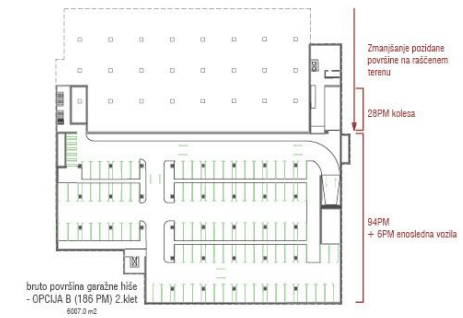 Zmanjšanje pozidane
površine na raščenem
terenu
28PM kolesa
94PM
+ 6PM enosledna vozila
bruto površina garažne hiše
- OPCIJA B (186 PM) 2.klet
6007.0 m2